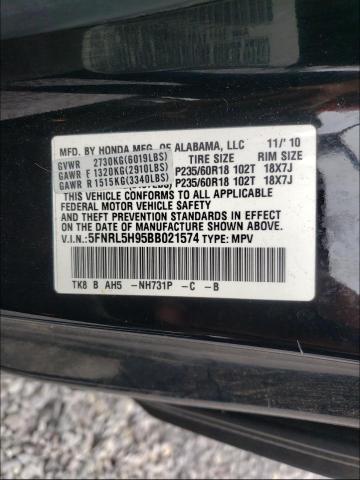 MFD. BY HONDA MFG. OF ALABAMA, LLC 11/'10
GVWR 2730KG(6019LBS) TIRE SIZE RIM SIZE
GAWR F 1320KG(2910LBS) P235/60R18 102T 18X7J
GAWR R 1515KG(3340LBS) P235/60R18 102T 18X7J
THIS VEHICLE CONFORMS TO ALL APPLICABLE
FEDERAL MOTOR VEHICLE SAFETY AND
THEFT PREVENTION STANDARDS IN EFFECT ON THE
DATE OF MANUFACTURE SHOWN ABOVE.
V.I.N.: 5FNRL5H95BB021574 TYPE: MPV
TK8 B AH5 -NH731P -C -B